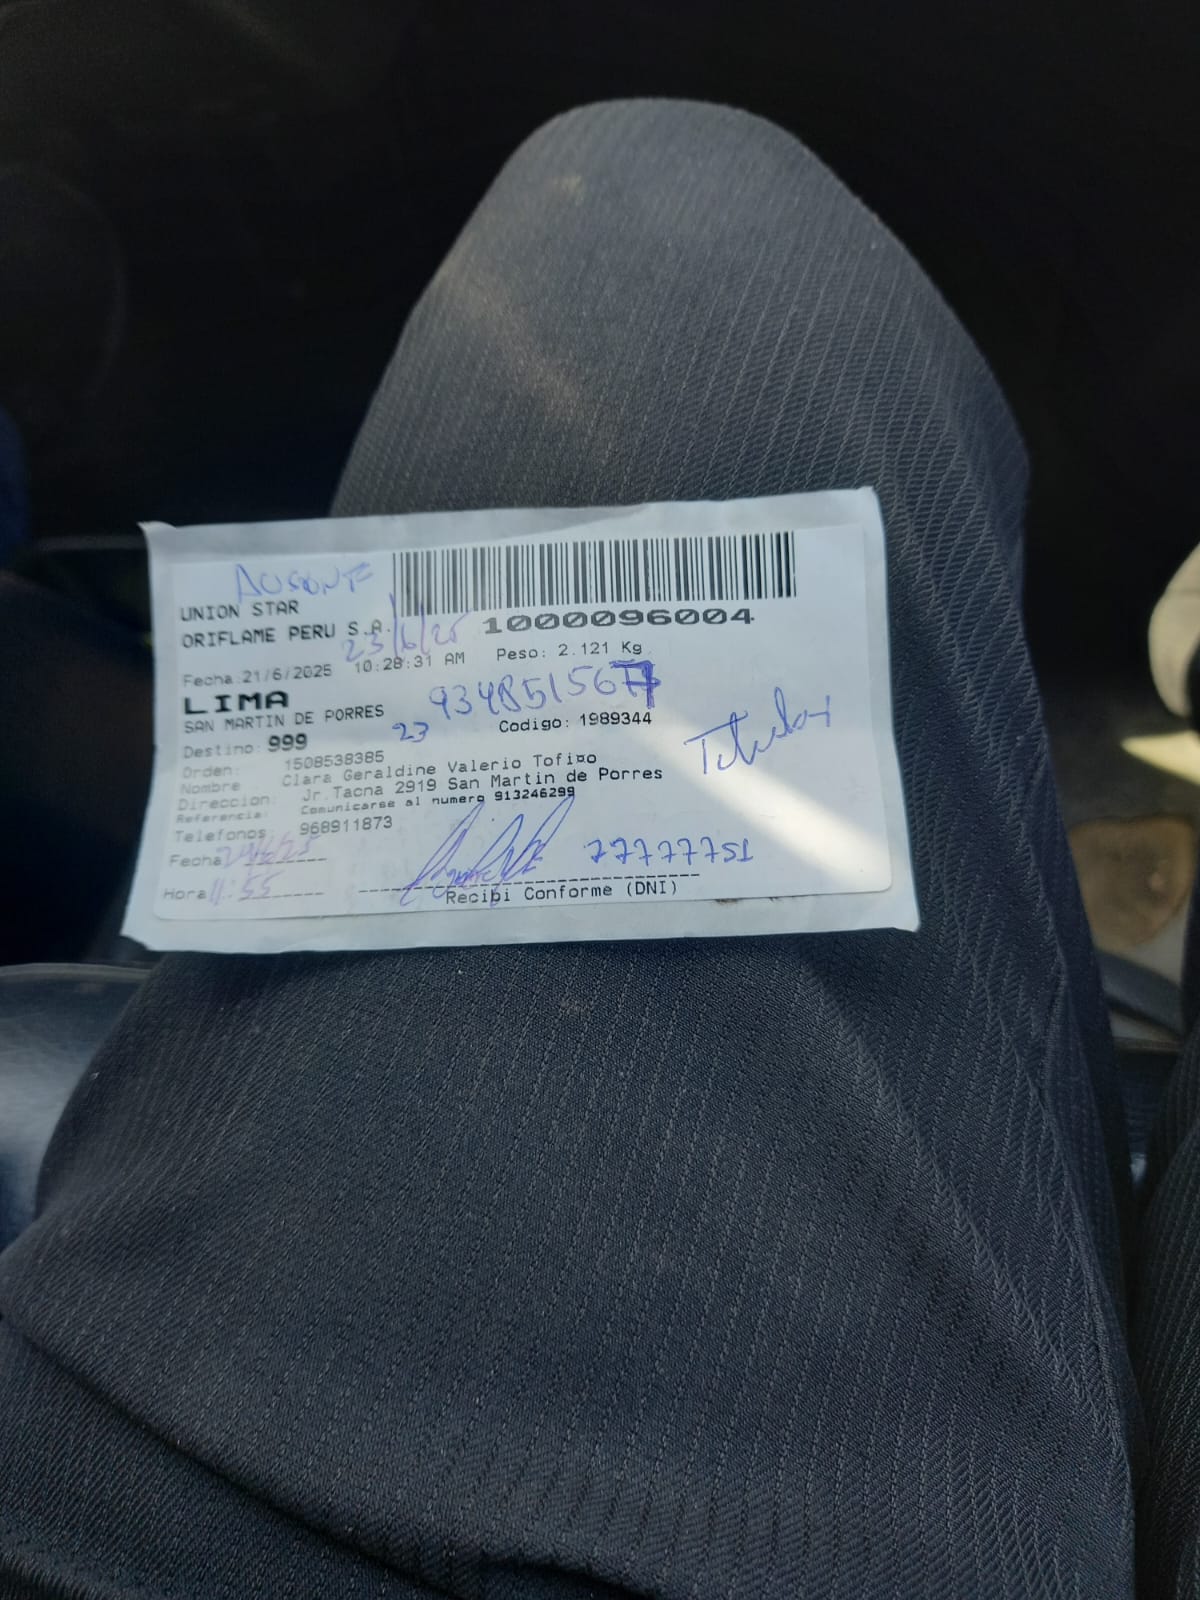 Ausente
UNION STAR
ORIFLAME PERU S.A.
23/6/25
1000096004
Fecha:21/6/2025 10:28:31 AM Peso: 2.121 Kg
LIMA
SAN MARTIN DE PORRES
23
Destino: 999 Codigo: 1989344
Titular
Orden: 1508538385
Nombre Clara Geraldine Valerio Tofiño
Direccion: Jr.Tacna 2919 San Martin de Porres
Referencia: Comunicarse al numero 913246299
Telefonos: 968911873
Fecha 24/6/25
77777751
Hora 11:55
Recibi Conforme (DNI)